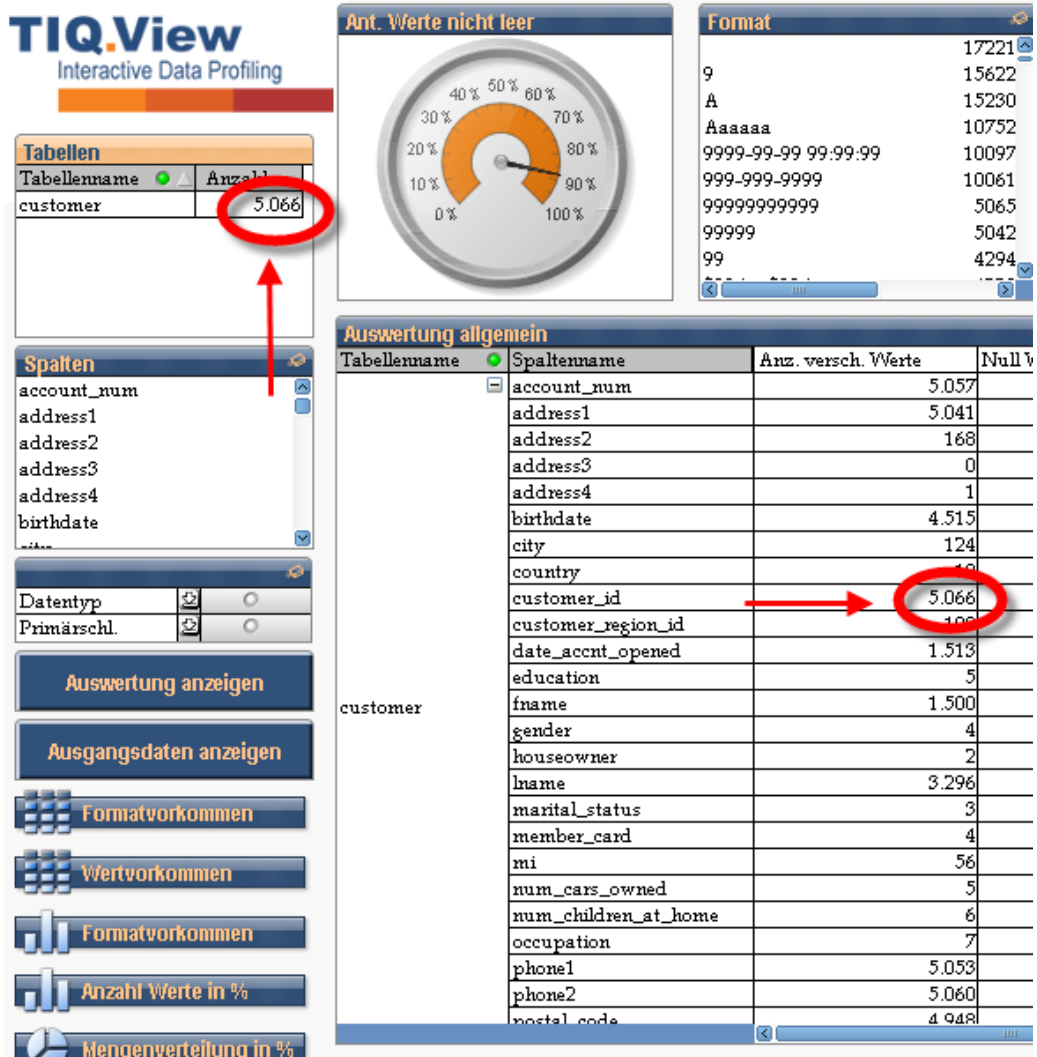 TIQ.View
Interactive Data Profiling
Tabellen
Tabellenname Anzahl
customer 5.066
Spalten
account_num
address1
address2
address3
address4
birthdate
Datentyp
Primärschl.
Auswertung anzeigen
Ausgangsdaten anzeigen
Formatvorkommen
Wertvorkommen
Formatvorkommen
Anzahl Werte in %
Mengenverteilung in %
Ant. Werte nicht leer
0% 10% 20% 30% 40% 50% 60% 70% 80% 90% 100%
Format
17221
9 15622
A 15230
Aaaaaa 10752
9999-99-99 99:99:99 10097
999-999-9999 10061
99999999999 5065
99999 5042
99 4294
Auswertung allgemein
Tabellenname Spaltenname Anz. versch. Werte Null
customer
account_num 5.057
address1 5.041
address2 168
address3 0
address4 1
birthdate 4.515
city 124
country
customer_id 5.066
customer_region_id
date_accnt_opened 1.513
education 5
fname 1.500
gender 4
houseowner 2
lname 3.296
marital_status 3
member_card 4
mi 56
num_cars_owned 5
num_children_at_home 6
occupation 7
phone1 5.053
phone2 5.060
postal_code 4.948